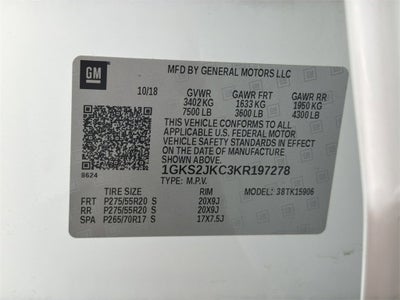 GM
MFD BY GENERAL MOTORS LLC
10/18 GVWR GAWR FRT GAWR RR
3402 KG 1633 KG 1950 KG
7500 LB 3600 LB 4300 LB
THIS VEHICLE CONFORMS TO ALL APPLICABLE
U.S. FEDERAL MOTOR
VEHICLE SAFETY STANDARDS IN EFFECT ON
THE DATE OF MANUFACTURE
SHOWN ABOVE.
8624
1GKS2JKC3KR197278
TYPE: M.P.V. MODEL: 38TK15906
TIRE SIZE RIM
FRT P275/55R20 S 20X9J
RR P275/55R20 S 20X9J
SPA P265/70R17 S 17X7.5J